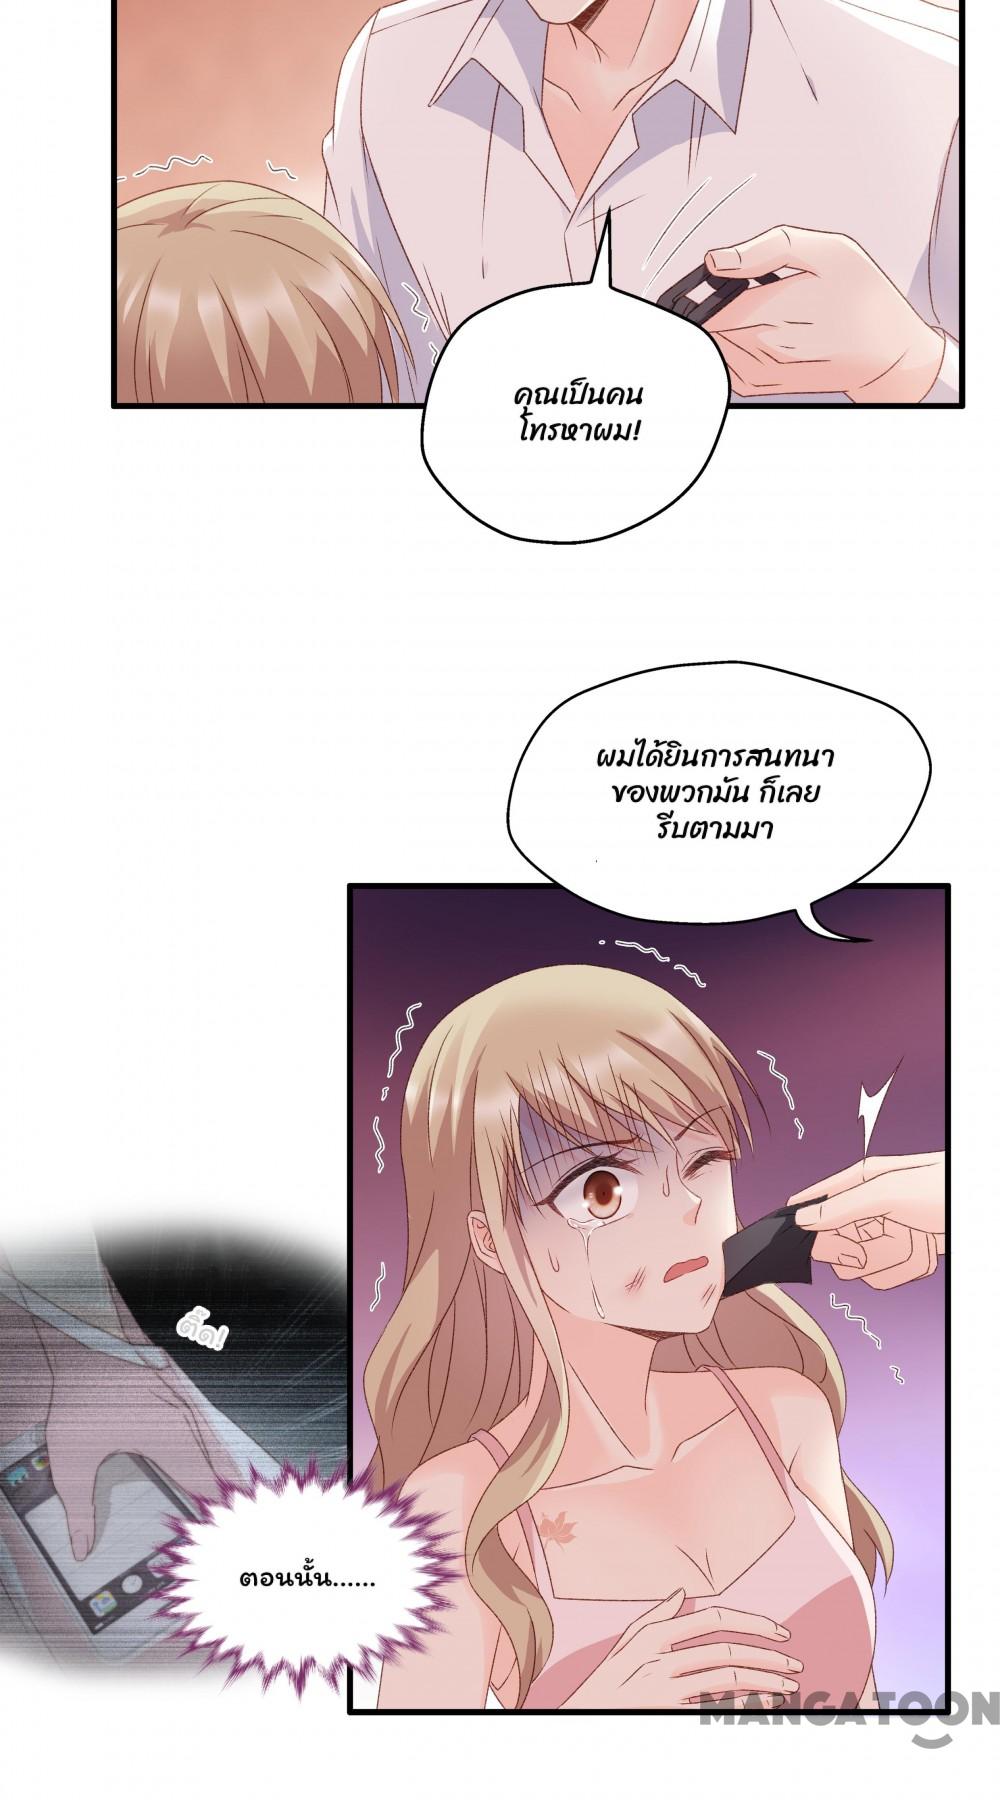 คุณเป็นคน
โทรหาผม!
ผมได้ยินการสนทนา
ของพวกมัน ก็เลย
รีบตามมา
ติ๊ด!
ตอนนั้น......
MANGATOON